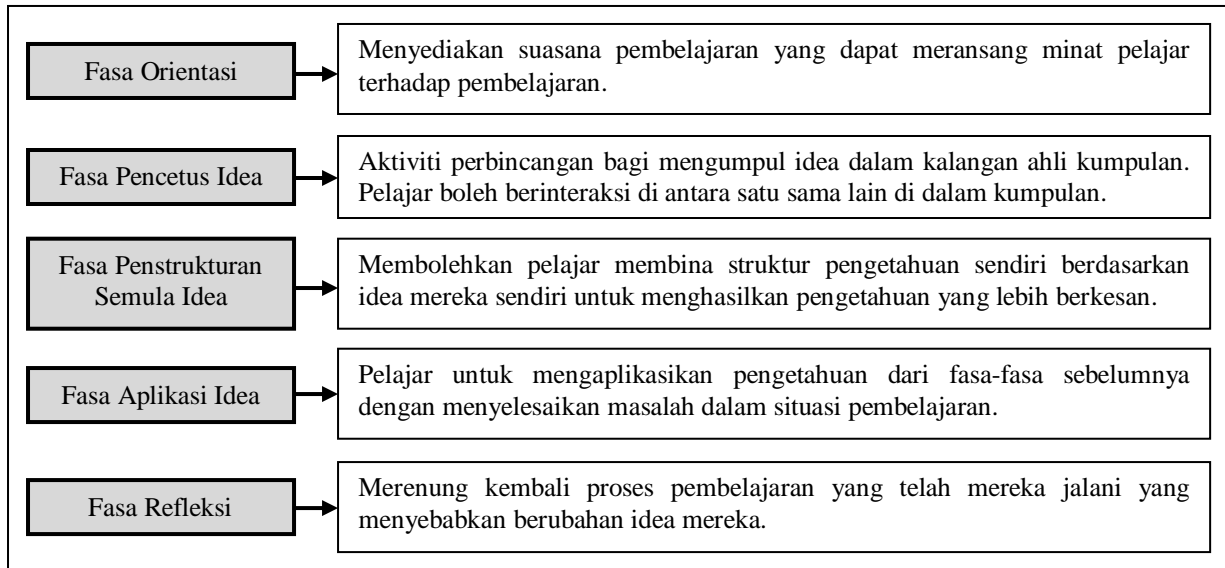 Fasa Orientasi
Menyediakan suasana pembelajaran yang dapat meransang minat pelajar
terhadap pembelajaran.
Fasa Pencetus Idea
Aktiviti perbincangan bagi mengumpul idea dalam kalangan ahli kumpulan.
Pelajar boleh berinteraksi di antara satu sama lain di dalam kumpulan.
Fasa Penstrukturan
Semula Idea
Membolehkan pelajar membina struktur pengetahuan sendiri berdasarkan
idea mereka sendiri untuk menghasilkan pengetahuan yang lebih berkesan.
Fasa Aplikasi Idea
Pelajar untuk mengaplikasikan pengetahuan dari fasa-fasa sebelumnya
dengan menyelesaikan masalah dalam situasi pembelajaran.
Fasa Refleksi
Merenung kembali proses pembelajaran yang telah mereka jalani yang
menyebabkan berubahan idea mereka.